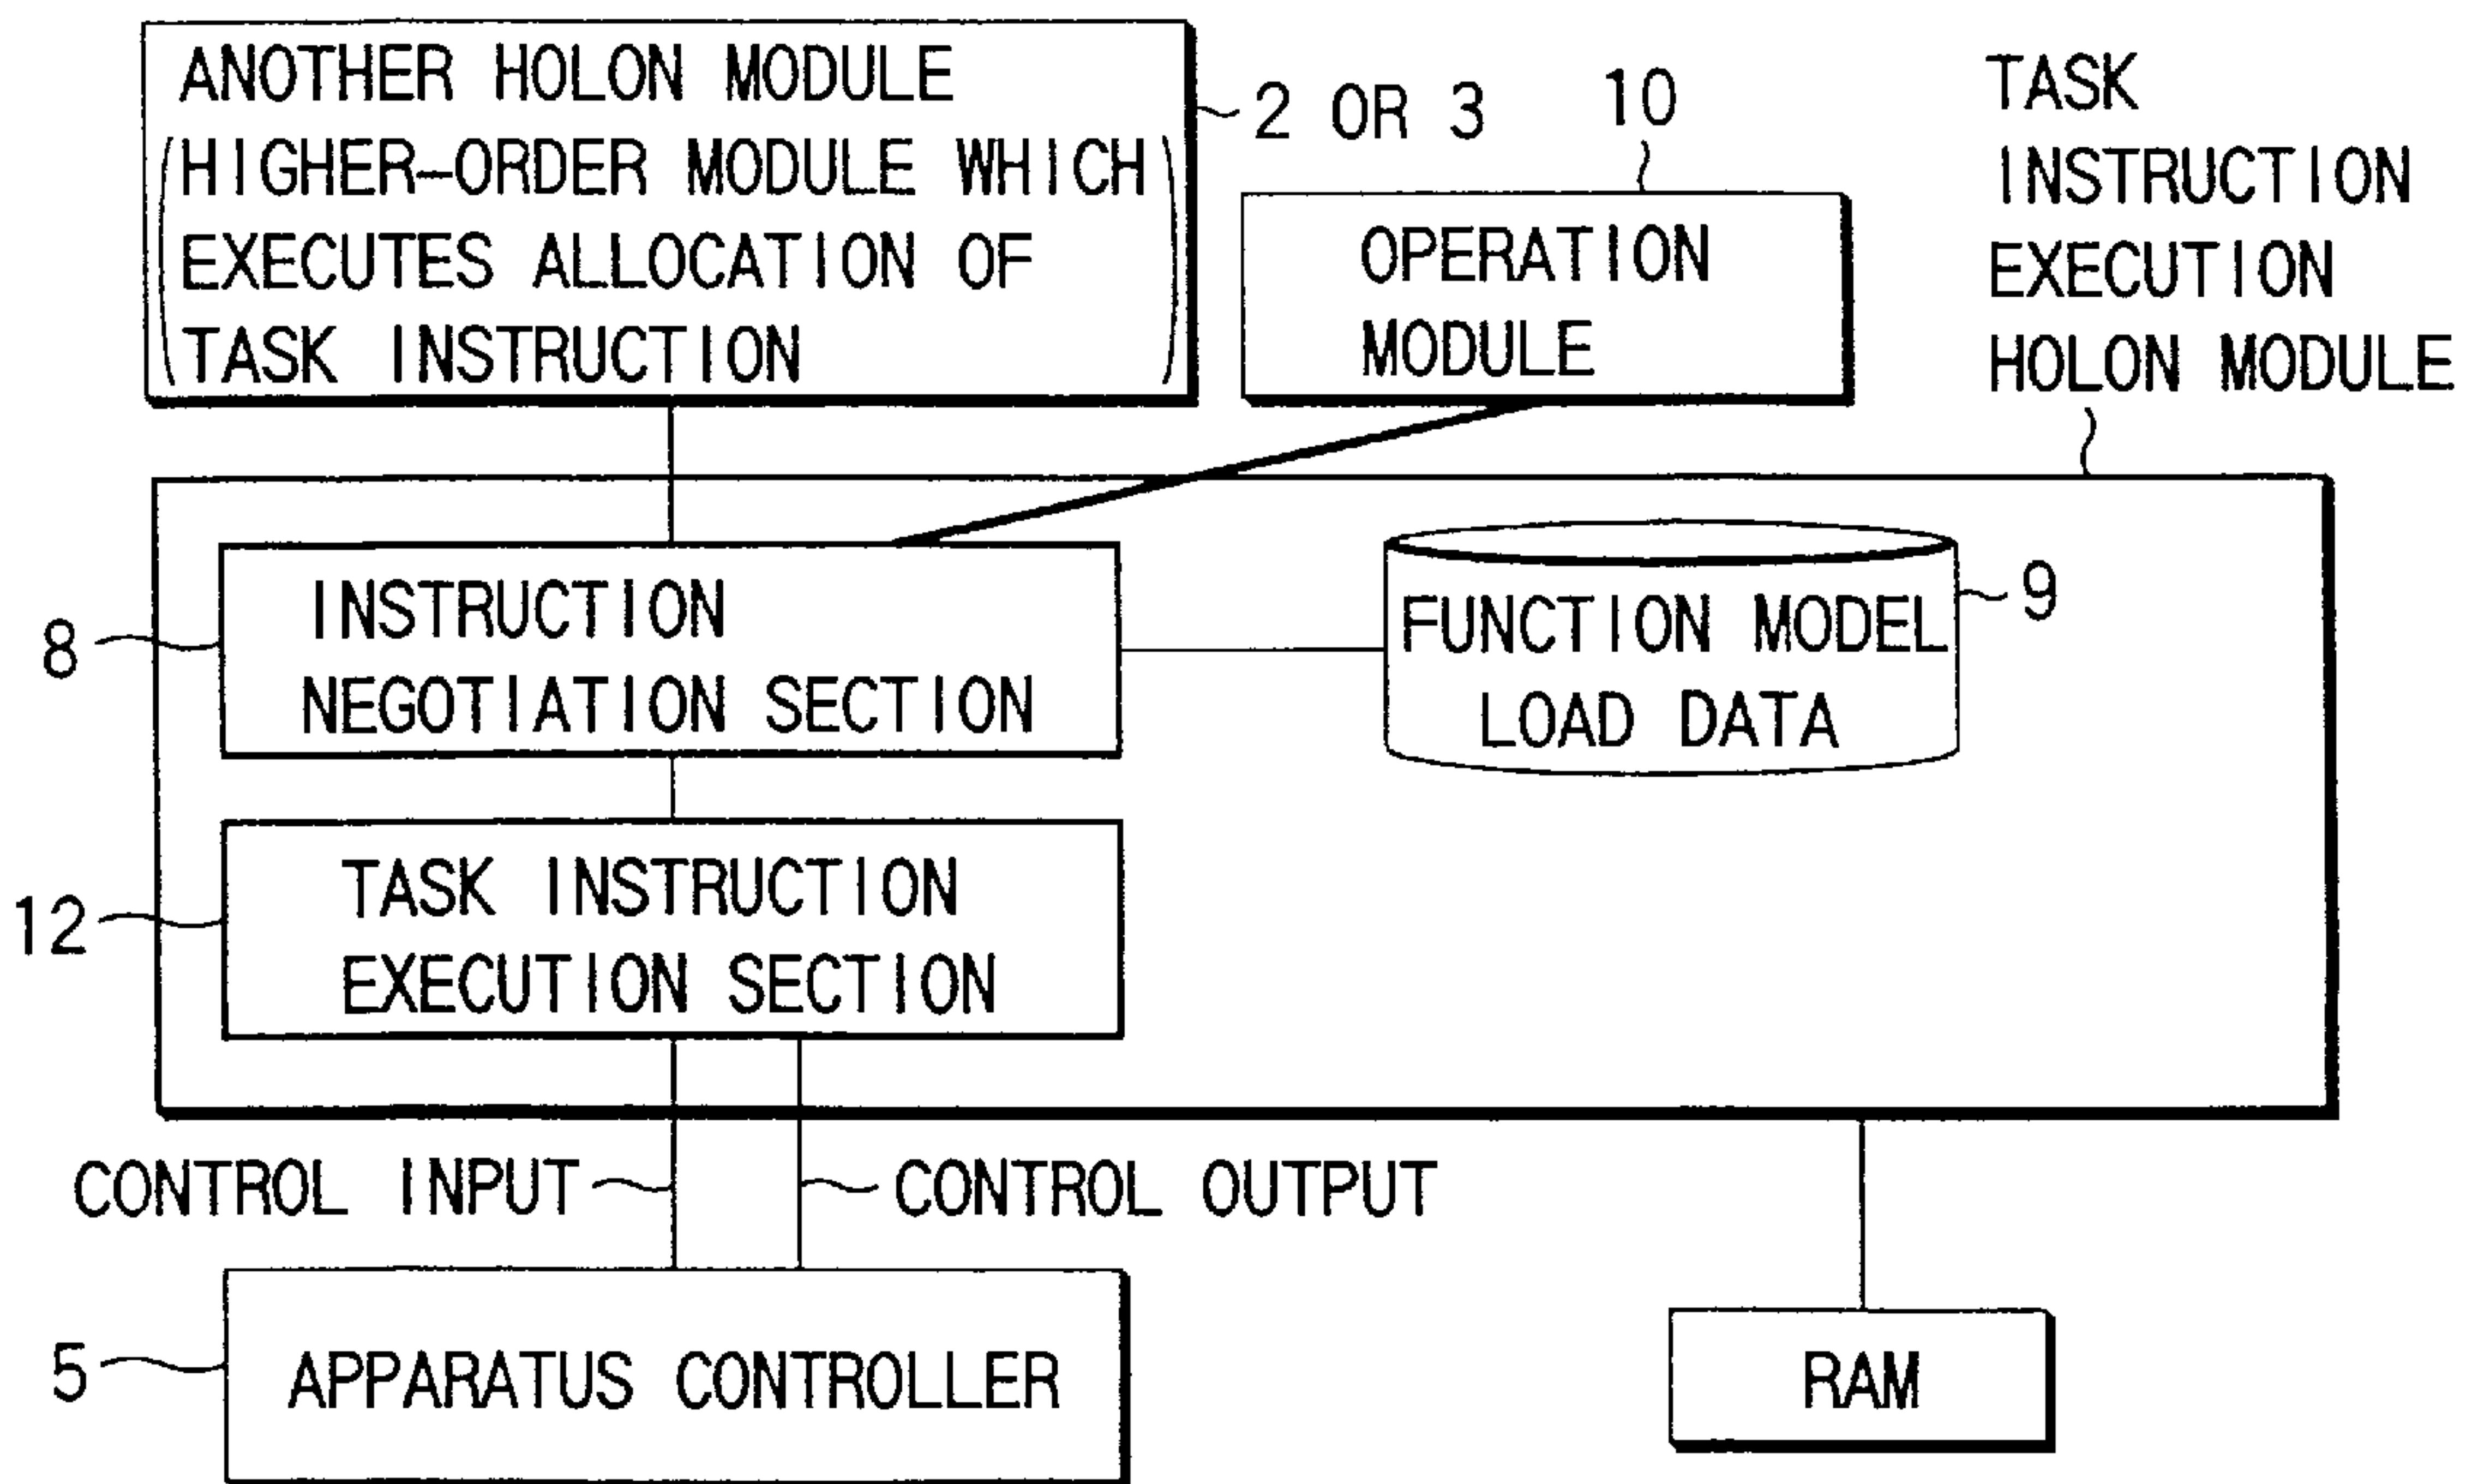 ANOTHER HOLON MODULE
(HIGHER-ORDER MODULE WHICH
EXECUTES ALLOCATION OF
TASK INSTRUCTION)
2 OR 3
10
OPERATION
MODULE
TASK
INSTRUCTION
EXECUTION
HOLON MODULE
8
INSTRUCTION
NEGOTIATION SECTION
FUNCTION MODEL
LOAD DATA
9
12
TASK INSTRUCTION
EXECUTION SECTION
CONTROL INPUT
CONTROL OUTPUT
5
APPARATUS CONTROLLER
RAM